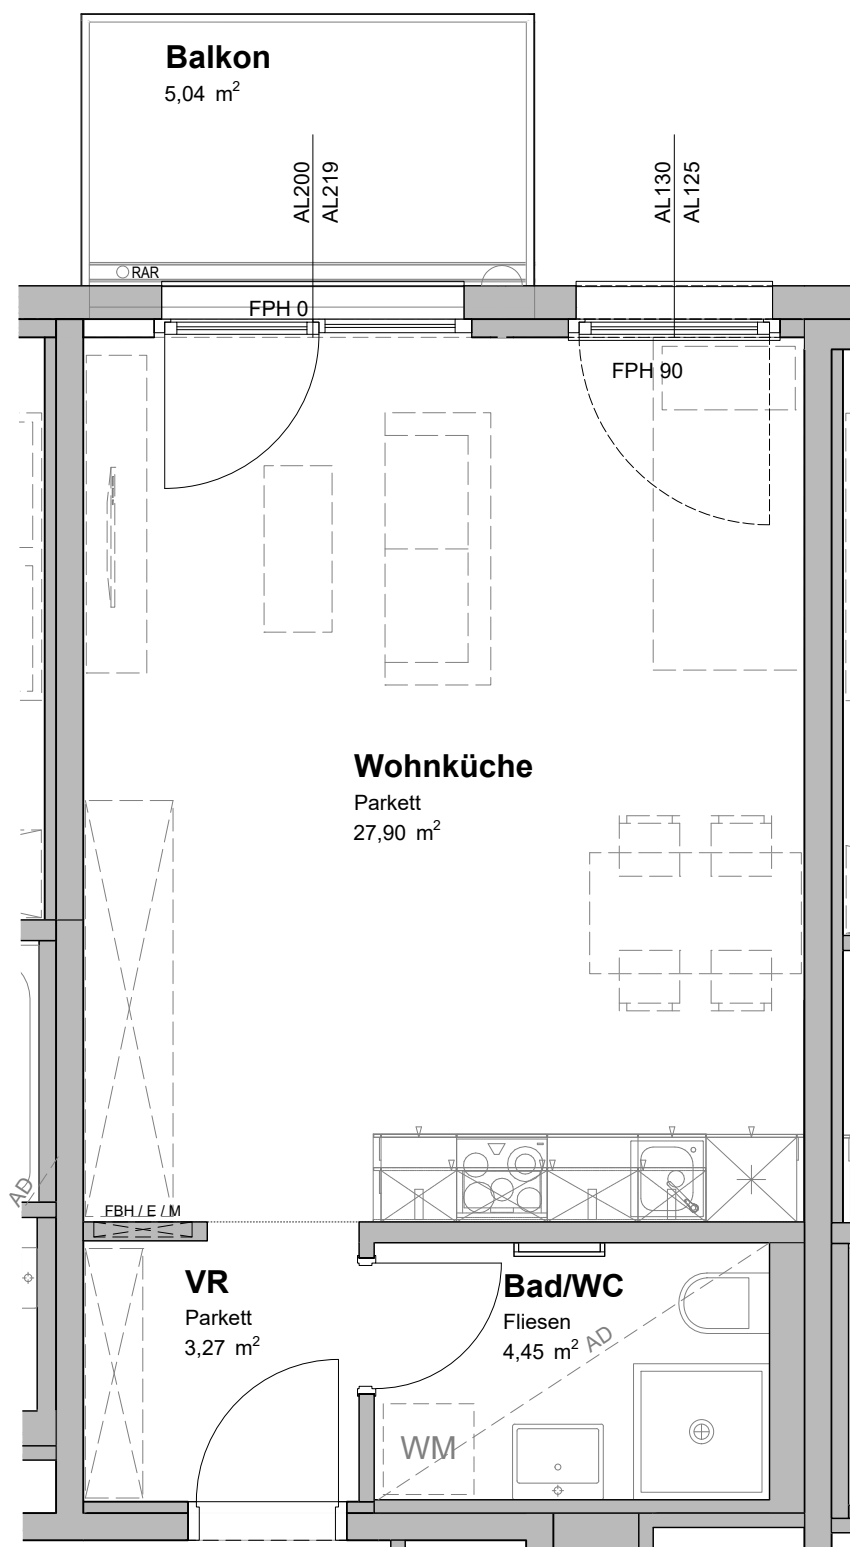 Balkon
5,04 m²
AL200
AL219
AL130
AL125
RAR
FPH 0
FPH 90
Wohnküche
Parkett
27,90 m²
AD
FBH / E / M
VR
Parkett
3,27 m²
Bad/WC
Fliesen
4,45 m²
AD
WM